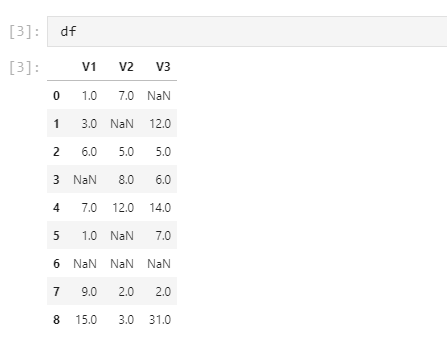 [3]: df
[3]:
V1 V2 V3
0 1.0 7.0 NaN
1 3.0 NaN 12.0
2 6.0 5.0 5.0
3 NaN 8.0 6.0
4 7.0 12.0 14.0
5 1.0 NaN 7.0
6 NaN NaN NaN
7 9.0 2.0 2.0
8 15.0 3.0 31.0